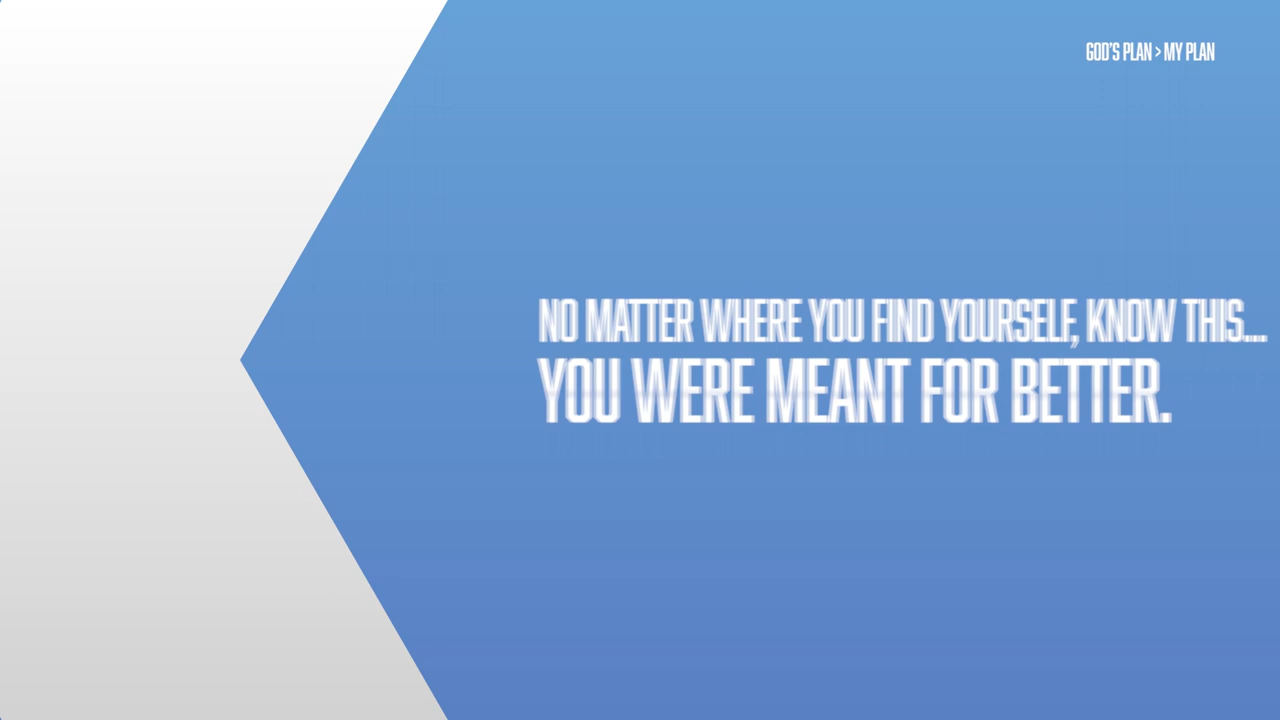 GOD'S PLAN > MY PLAN
NO MATTER WHERE YOU FIND YOURSELF, KNOW THIS...
YOU WERE MEANT FOR BETTER.